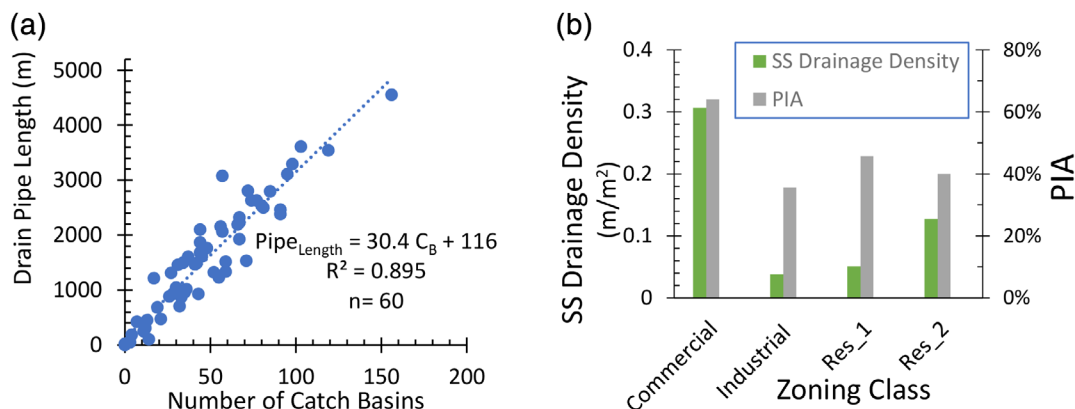 (a)
Drain Pipe Length (m)
5000
4000
3000
2000
1000
0
0 50 100 150 200
Number of Catch Basins
Pipe_Length = 30.4 C_B + 116
R² = 0.895
n= 60
(b)
SS Drainage Density
(m/m²)
0.4
0.3
0.2
0.1
0
SS Drainage Density
PIA
80%
60%
40%
20%
0%
PIA
Commercial
Industrial
Res_1
Res_2
Zoning Class